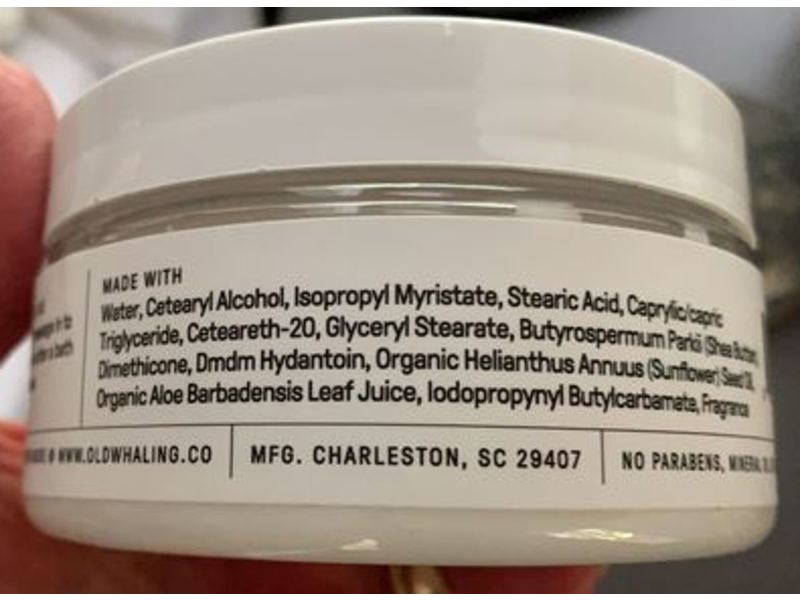 MADE WITH
Water, Cetearyl Alcohol, Isopropyl Myristate, Stearic Acid, Caprylic/capric
Triglyceride, Ceteareth-20, Glyceryl Stearate, Butyrospermum Parkii (Shea Butter)
Dimethicone, Dmdm Hydantoin, Organic Helianthus Annuus (Sunflower) Seed Oil,
Organic Aloe Barbadensis Leaf Juice, Iodopropynyl Butylcarbamate, Fragrance
WWW.OLDWHALING.CO
MFG. CHARLESTON, SC 29407
NO PARABENS, MINERAL